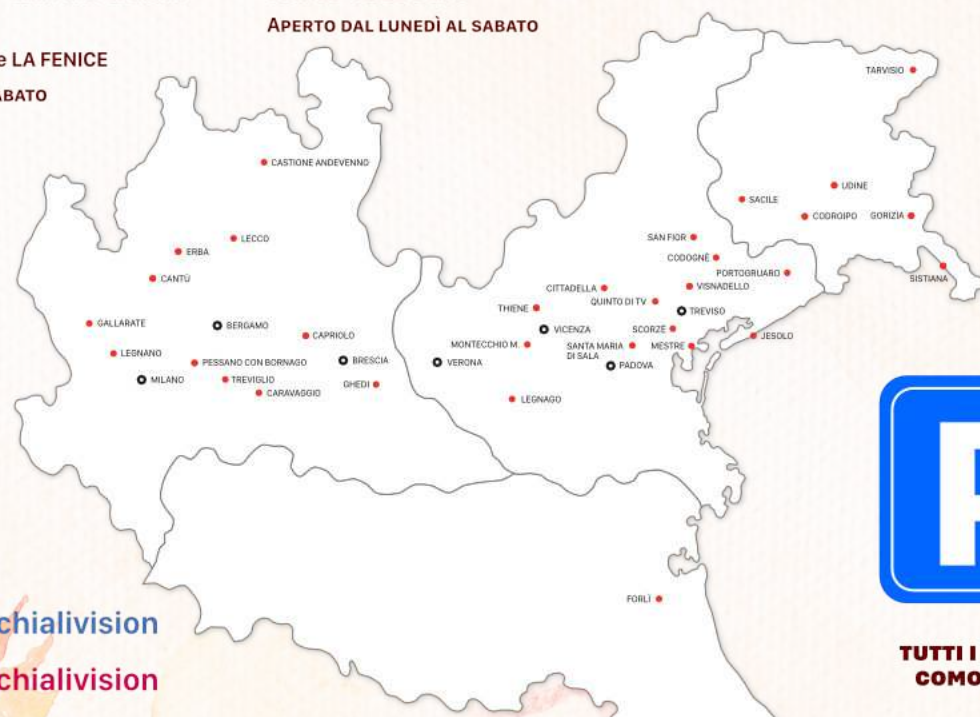 APERTO DAL LUNEDÌ AL SABATO
e LA FENICE
ABATO
TARVISIO
CASTIONE ANDEVENNO
UDINE
SACILE
CODROIPO
GORIZIA
LECCO
SAN FIOR
ERBA
CODOGNÈ
PORTOGRUARO
SISTIANA
CANTÙ
CITTADELLA
VISNADELLO
QUINTO DI TV
THIENE
TREVISO
GALLARATE
BERGAMO
VICENZA
SCORZÈ
CAPRIOLO
JESOLO
MONTECCHIO M.
SANTA MARIA
DI SALA
MESTRE
LEGNANO
PESSANO CON BORNAGO
BRESCIA
VERONA
PADOVA
MILANO
TREVIGLIO
GHEDI
CARAVAGGIO
LEGNAGO
P
FORLÌ
chialivision
TUTTI I
COMO
chialivision